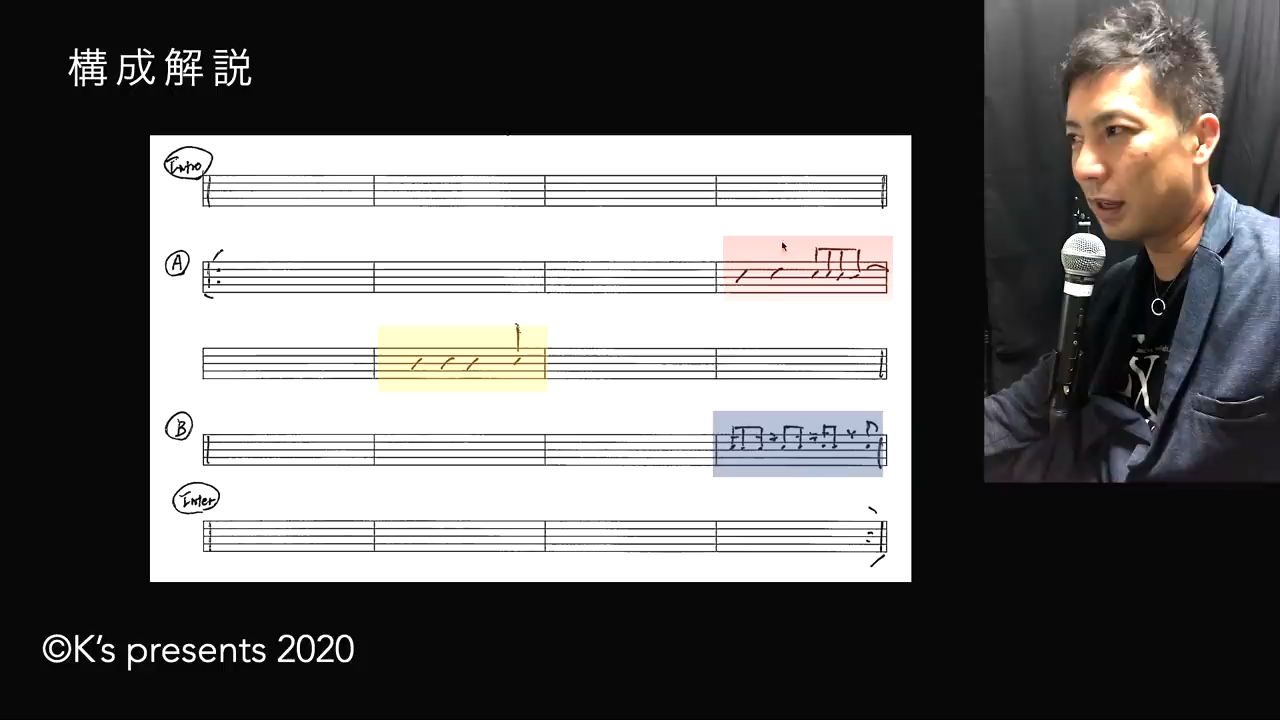 構成解説
Intro
A
B
Inter
©K's presents 2020